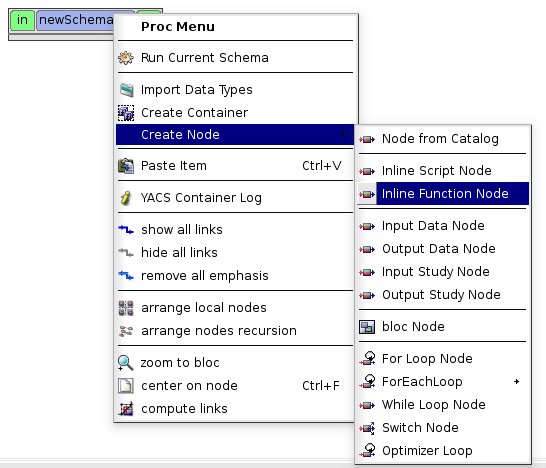 in newSchema
Proc Menu
Run Current Schema
Import Data Types
Create Container
Create Node
Paste Item Ctrl+V
YACS Container Log
show all links
hide all links
remove all emphasis
arrange local nodes
arrange nodes recursion
zoom to bloc
center on node Ctrl+F
compute links
Node from Catalog
Inline Script Node
Inline Function Node
Input Data Node
Output Data Node
Input Study Node
Output Study Node
bloc Node
For Loop Node
ForEachLoop
While Loop Node
Switch Node
Optimizer Loop